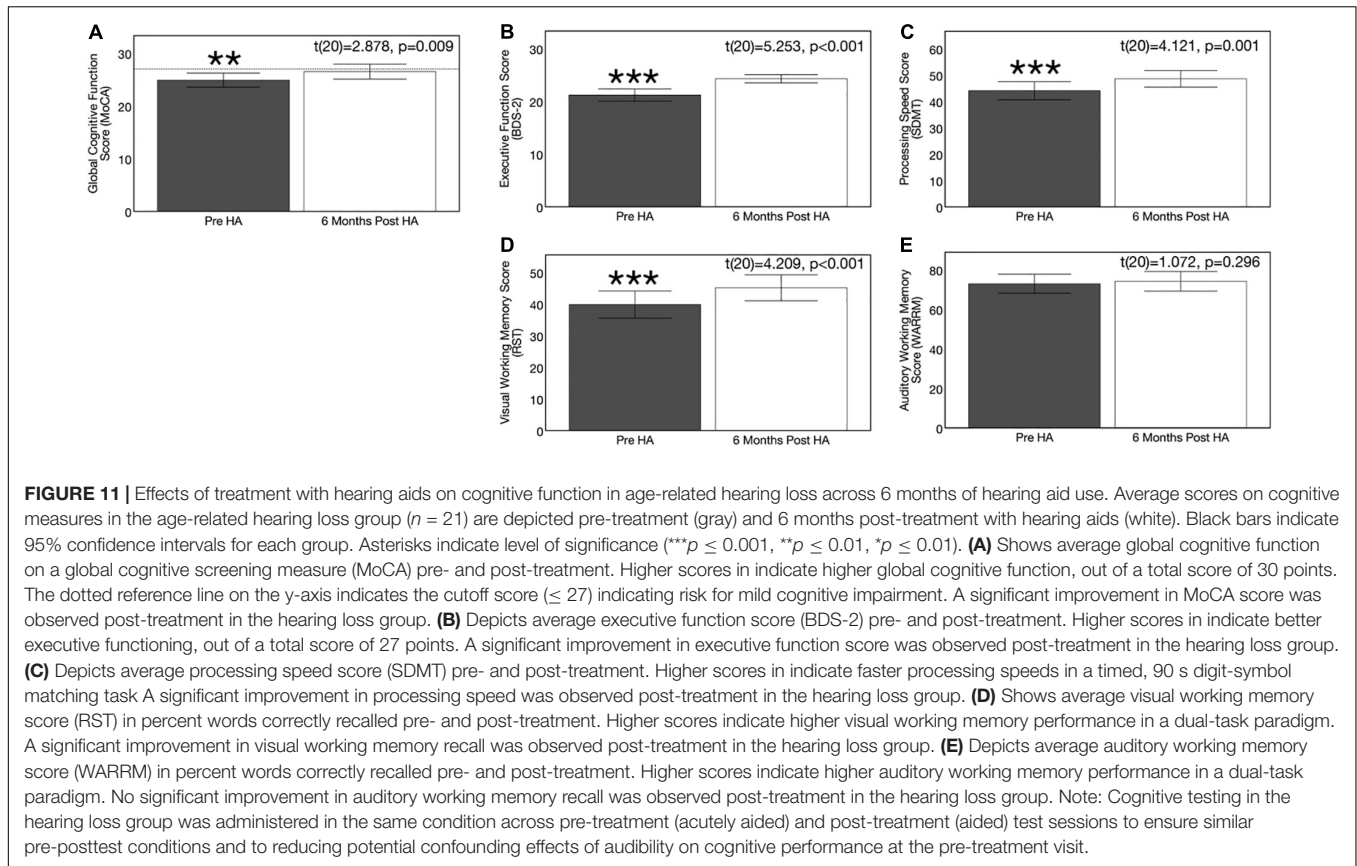 A
t(20)=2.878, p=0.009
Global Cognitive Function
Score (MoCA)
30
20
10
0
**
Pre HA
6 Months Post HA
B
t(20)=5.253, p<0.001
Executive Function Score
(BDS-2)
30
20
10
0
***
Pre HA
6 Months Post HA
C
t(20)=4.121, p=0.001
Processing Speed Score
(SDMT)
60
50
40
30
20
10
0
***
Pre HA
6 Months Post HA
D
t(20)=4.209, p<0.001
Visual Working Memory Score
(RST)
50
40
30
20
10
0
***
Pre HA
6 Months Post HA
E
t(20)=1.072, p=0.296
Auditory Working Memory
Score (WARRM)
80
60
40
20
0
Pre HA
6 Months Post HA
FIGURE 11 | Effects of treatment with hearing aids on cognitive function in age-related hearing loss across 6 months of hearing aid use. Average scores on cognitive
measures in the age-related hearing loss group (n = 21) are depicted pre-treatment (gray) and 6 months post-treatment with hearing aids (white). Black bars indicate
95% confidence intervals for each group. Asterisks indicate level of significance (***p ≤ 0.001, **p ≤ 0.01, *p ≤ 0.01). (A) Shows average global cognitive function
on a global cognitive screening measure (MoCA) pre- and post-treatment. Higher scores in indicate higher global cognitive function, out of a total score of 30 points.
The dotted reference line on the y-axis indicates the cutoff score (≤ 27) indicating risk for mild cognitive impairment. A significant improvement in MoCA score was
observed post-treatment in the hearing loss group. (B) Depicts average executive function score (BDS-2) pre- and post-treatment. Higher scores in indicate better
executive functioning, out of a total score of 27 points. A significant improvement in executive function score was observed post-treatment in the hearing loss group.
(C) Depicts average processing speed score (SDMT) pre- and post-treatment. Higher scores in indicate faster processing speeds in a timed, 90 s digit-symbol
matching task A significant improvement in processing speed was observed post-treatment in the hearing loss group. (D) Shows average visual working memory
score (RST) in percent words correctly recalled pre- and post-treatment. Higher scores indicate higher visual working memory performance in a dual-task paradigm.
A significant improvement in visual working memory recall was observed post-treatment in the hearing loss group. (E) Depicts average auditory working memory
score (WARRM) in percent words correctly recalled pre- and post-treatment. Higher scores indicate higher auditory working memory performance in a dual-task
paradigm. No significant improvement in auditory working memory recall was observed post-treatment in the hearing loss group. Note: Cognitive testing in the
hearing loss group was administered in the same condition across pre-treatment (acutely aided) and post-treatment (aided) test sessions to ensure similar
pre-posttest conditions and to reducing potential confounding effects of audibility on cognitive performance at the pre-treatment visit.